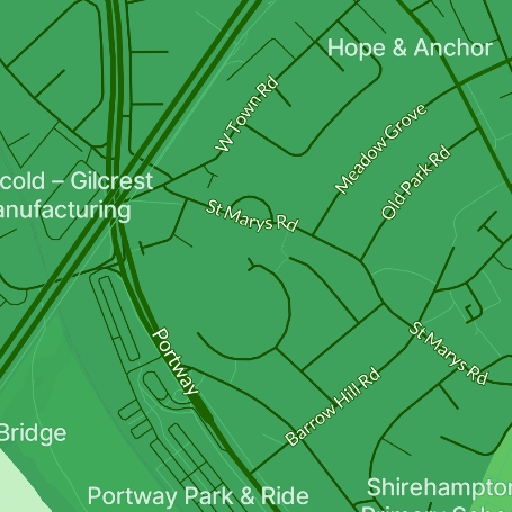 Hope & Anchor
W Town Rd
Meadow Grove
Old Park Rd
cold – Gilcrest
anufacturing
St Marys Rd
Portway
St Marys Rd
Barrow Hill Rd
Bridge
Portway Park & Ride
Shirehampton
Primary